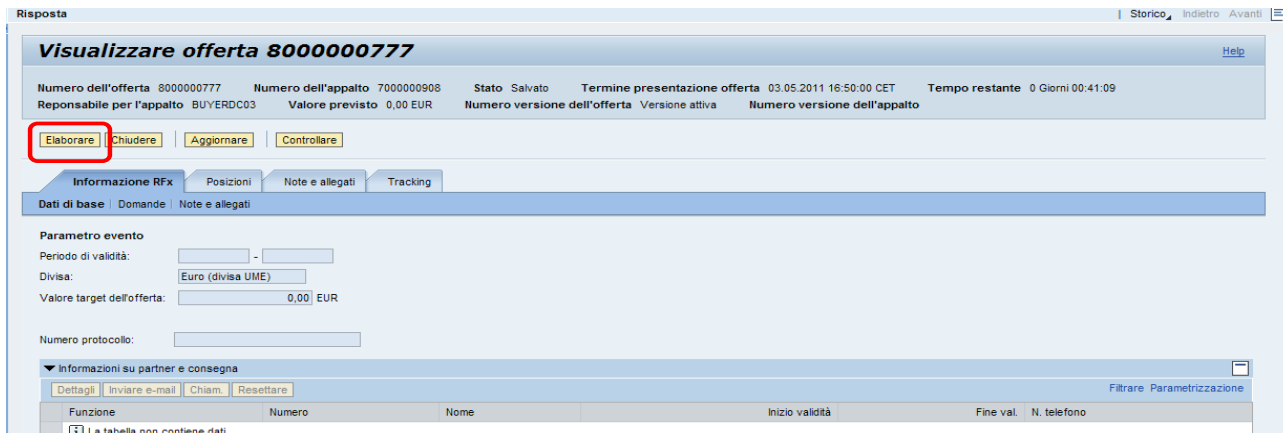 Risposta | Storico Indietro Avanti
Visualizzare offerta 8000000777 Help
Numero dell'offerta 8000000777 Numero dell'appalto 7000000908 Stato Salvato Termine presentazione offerta 03.05.2011 16:50:00 CET Tempo restante 0 Giorni 00:41:09
Reponsabile per l'appalto BUYERDC03 Valore previsto 0,00 EUR Numero versione dell'offerta Versione attiva Numero versione dell'appalto
Elaborare Chiudere Aggiornare Controllare
Informazione RFx Posizioni Note e allegati Tracking
Dati di base | Domande | Note e allegati
Parametro evento
Periodo di validità: -
Divisa: Euro (divisa UME)
Valore target dell'offerta: 0,00 EUR
Numero protocollo:
Informazioni su partner e consegna
Dettagli Inviare e-mail Chiam. Resettare Filtrare Parametrizzazione
Funzione Numero Nome Inizio validità Fine val. N. telefono
La tabella non contiene dati